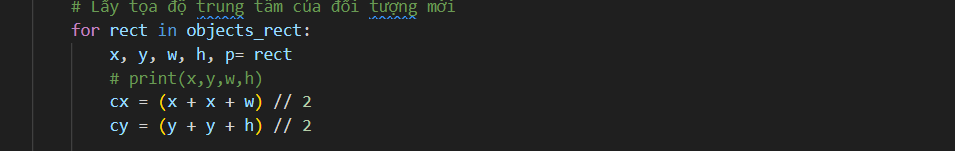 # Lấy tọa độ trung tâm của đối tượng mới
for rect in objects_rect:
x, y, w, h, p= rect
# print(x,y,w,h)
cx = (x + x + w) // 2
cy = (y + y + h) // 2